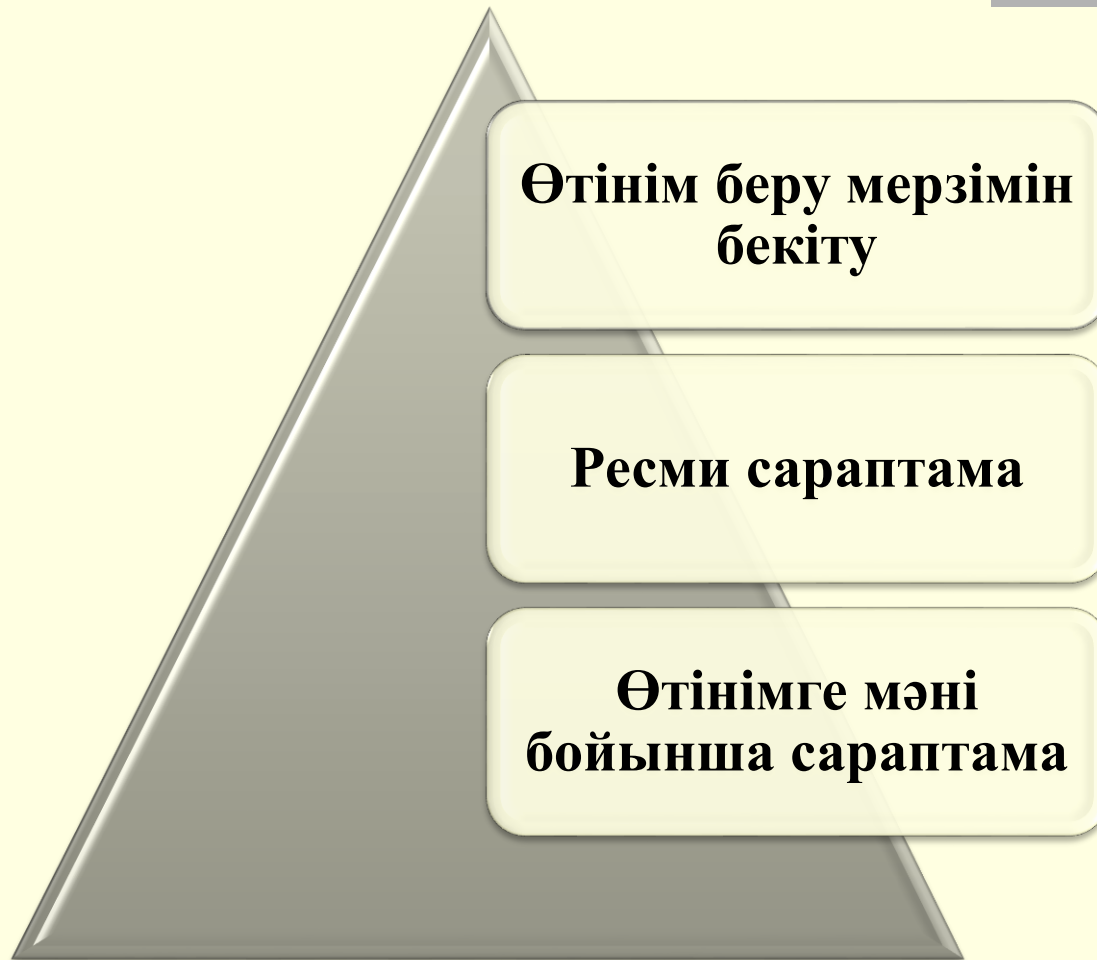 Өтінім беру мерзімін
бекіту
Ресми сараптама
Өтінімге мәні
бойынша сараптама